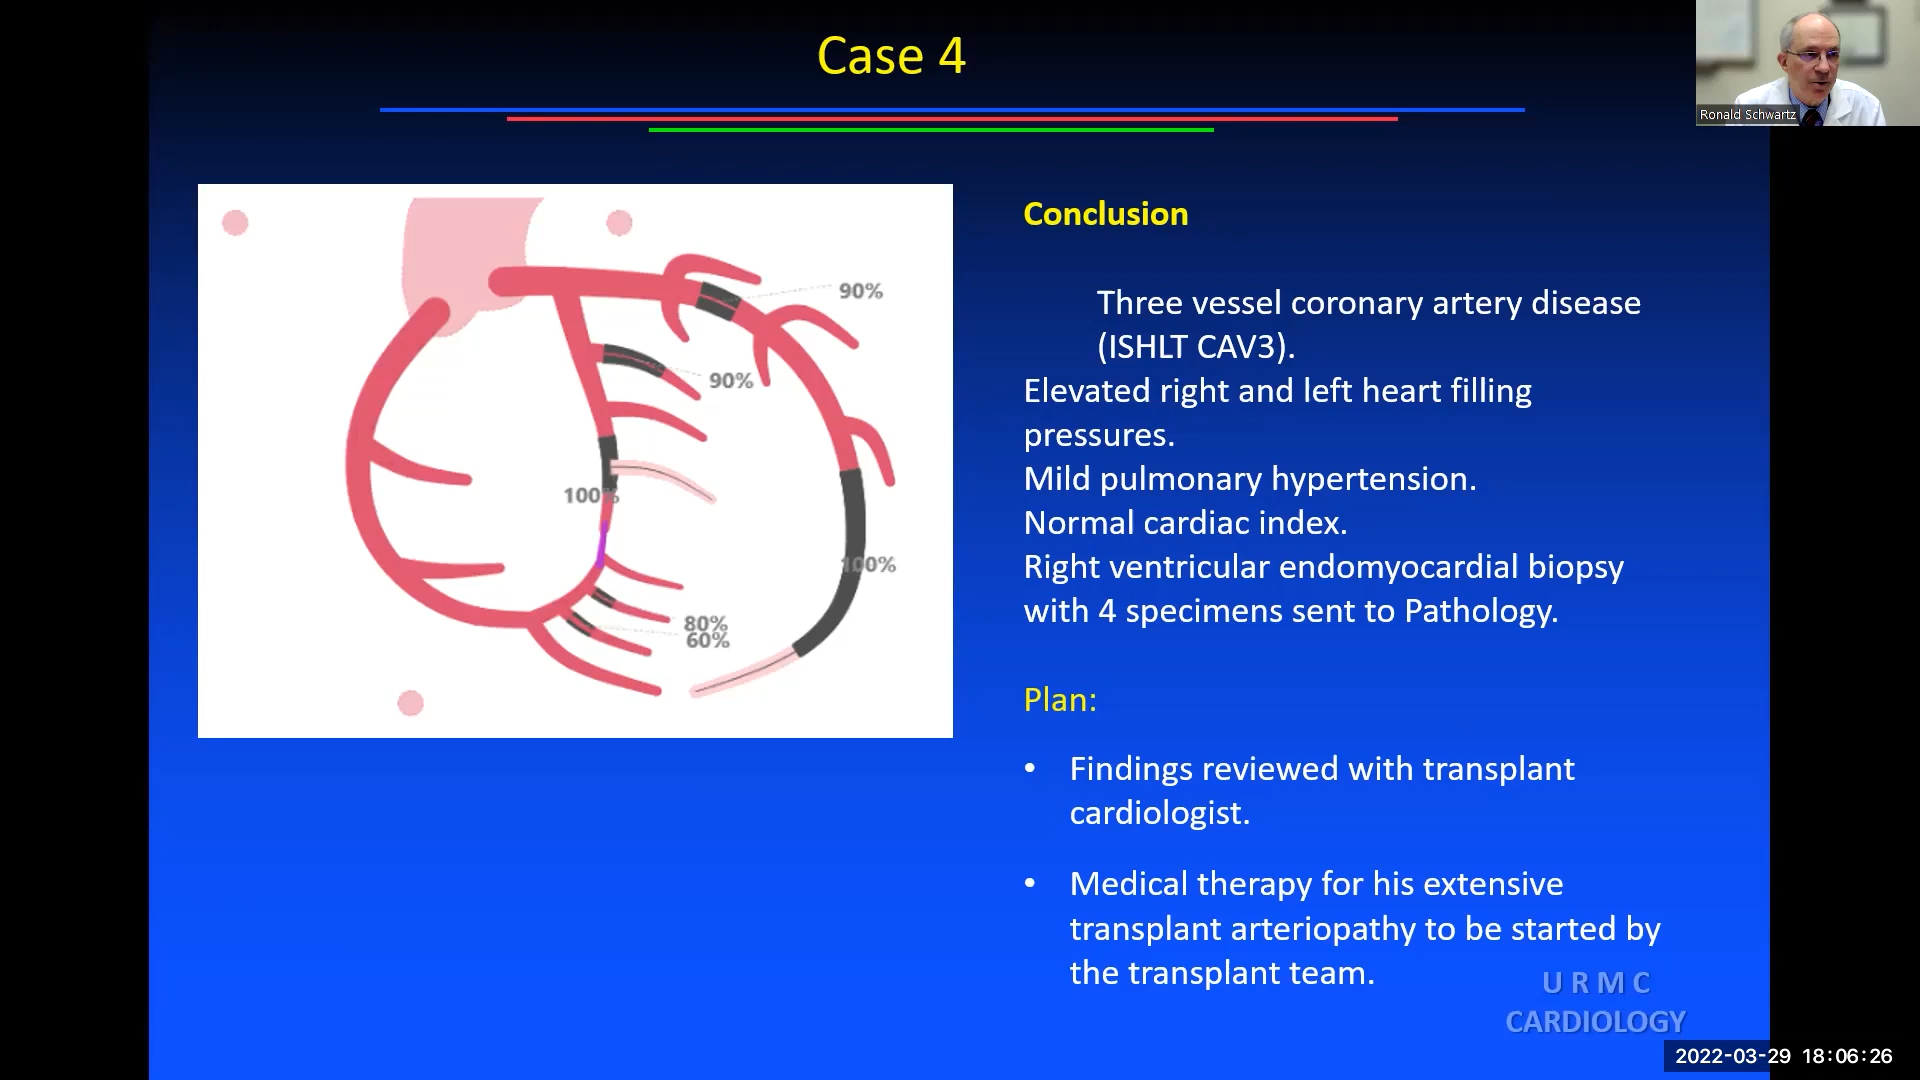 Case 4
Ronald Schwartz
90%
90%
100%
100%
80%
60%
Conclusion
Three vessel coronary artery disease
(ISHLT CAV3).
Elevated right and left heart filling
pressures.
Mild pulmonary hypertension.
Normal cardiac index.
Right ventricular endomyocardial biopsy
with 4 specimens sent to Pathology.
Plan:
• Findings reviewed with transplant
cardiologist.
• Medical therapy for his extensive
transplant arteriopathy to be started by
the transplant team.
U R M C
CARDIOLOGY
2022-03-29 18:06:26